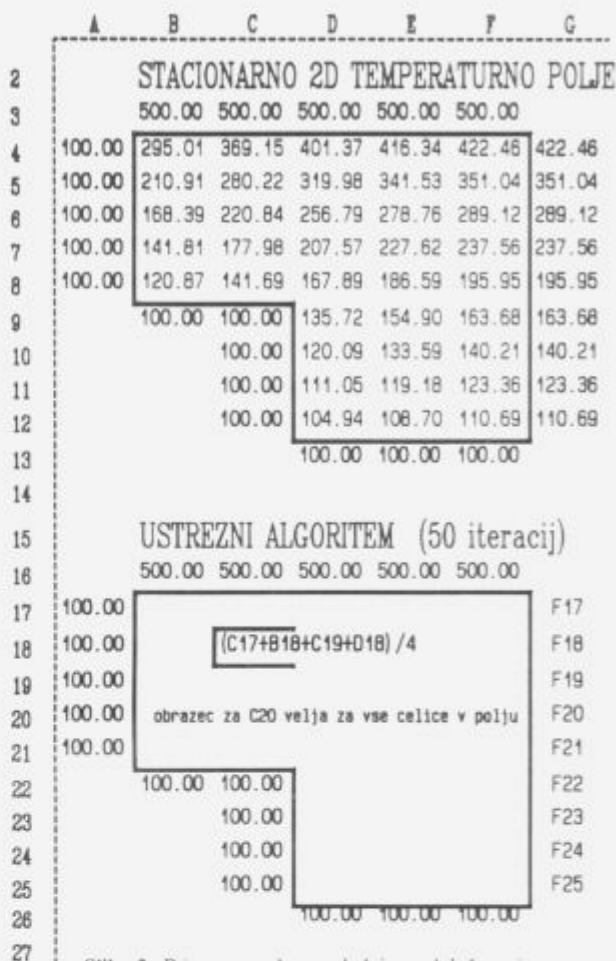 A B C D E F G
2 STACIONARNO 2D TEMPERATURNO POLJE
3 500.00 500.00 500.00 500.00 500.00
4 100.00 295.01 369.15 401.37 416.34 422.46 422.46
5 100.00 210.91 280.22 319.98 341.53 351.04 351.04
6 100.00 168.39 220.84 256.79 278.76 289.12 289.12
7 100.00 141.81 177.98 207.57 227.62 237.56 237.56
8 100.00 120.87 141.69 167.89 186.59 195.95 195.95
9 100.00 100.00 135.72 154.90 163.68 163.68
10 100.00 120.09 133.59 140.21 140.21
11 100.00 111.05 119.18 123.36 123.36
12 100.00 104.94 108.70 110.69 110.69
13 100.00 100.00 100.00
14
15 USTREZNI ALGORITEM (50 iteracij)
16 500.00 500.00 500.00 500.00 500.00
17 100.00 F17
18 100.00 (C17+B18+C19+D18)/4 F18
19 100.00 F19
20 100.00 obrazec za C20 velja za vse celice v polju F20
21 100.00 F21
22 100.00 100.00 F22
23 100.00 F23
24 100.00 F24
25 100.00 F25
26 100.00 100.00 100.00
27